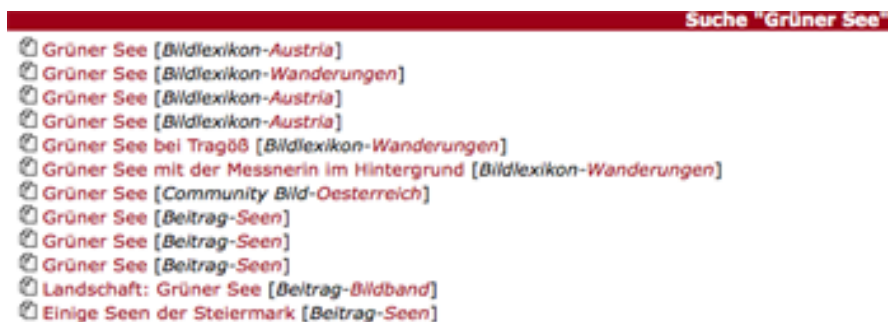 Suche "Grüner See"
Grüner See [Bildlexikon-Austria]
Grüner See [Bildlexikon-Wanderungen]
Grüner See [Bildlexikon-Austria]
Grüner See [Bildlexikon-Austria]
Grüner See bei Tragöß [Bildlexikon-Wanderungen]
Grüner See mit der Messnerin im Hintergrund [Bildlexikon-Wanderungen]
Grüner See [Community Bild-Oesterreich]
Grüner See [Beitrag-Seen]
Grüner See [Beitrag-Seen]
Grüner See [Beitrag-Seen]
Landschaft: Grüner See [Beitrag-Bildband]
Einige Seen der Steiermark [Beitrag-Seen]